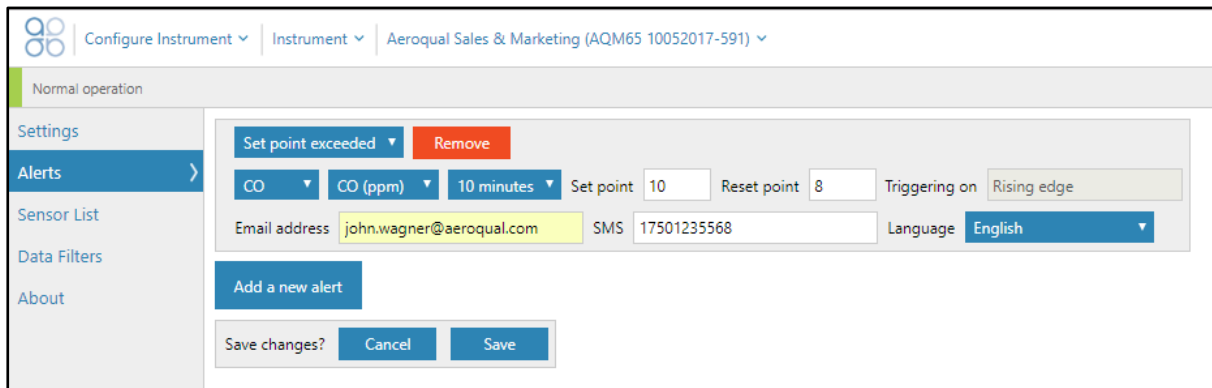 Configure Instrument Instrument Aeroqual Sales & Marketing (AQM65 10052017-591)
Normal operation
Settings
Alerts
Sensor List
Data Filters
About
Set point exceeded Remove
CO CO (ppm) 10 minutes Set point 10 Reset point 8 Triggering on Rising edge
Email address john.wagner@aeroqual.com SMS 17501235568 Language English
Add a new alert
Save changes? Cancel Save